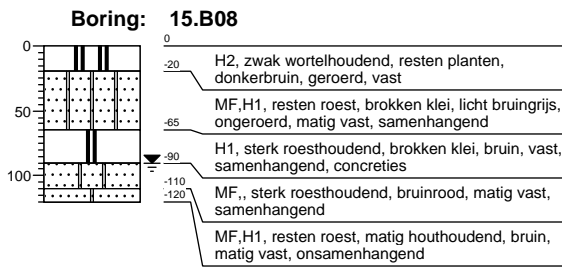 Boring: 15.B08
0
50
100
0
-20
H2, zwak wortelhoudend, resten planten,
donkerbruin, geroerd, vast
MF,H1, resten roest, brokken klei, licht bruingrijs,
ongeroerd, matig vast, samenhangend
-65
H1, sterk roesthoudend, brokken klei, bruin, vast,
samenhangend, concreties
-90
MF,, sterk roesthoudend, bruinrood, matig vast,
samenhangend
-110
-120
MF,H1, resten roest, matig houthoudend, bruin,
matig vast, onsamenhangend